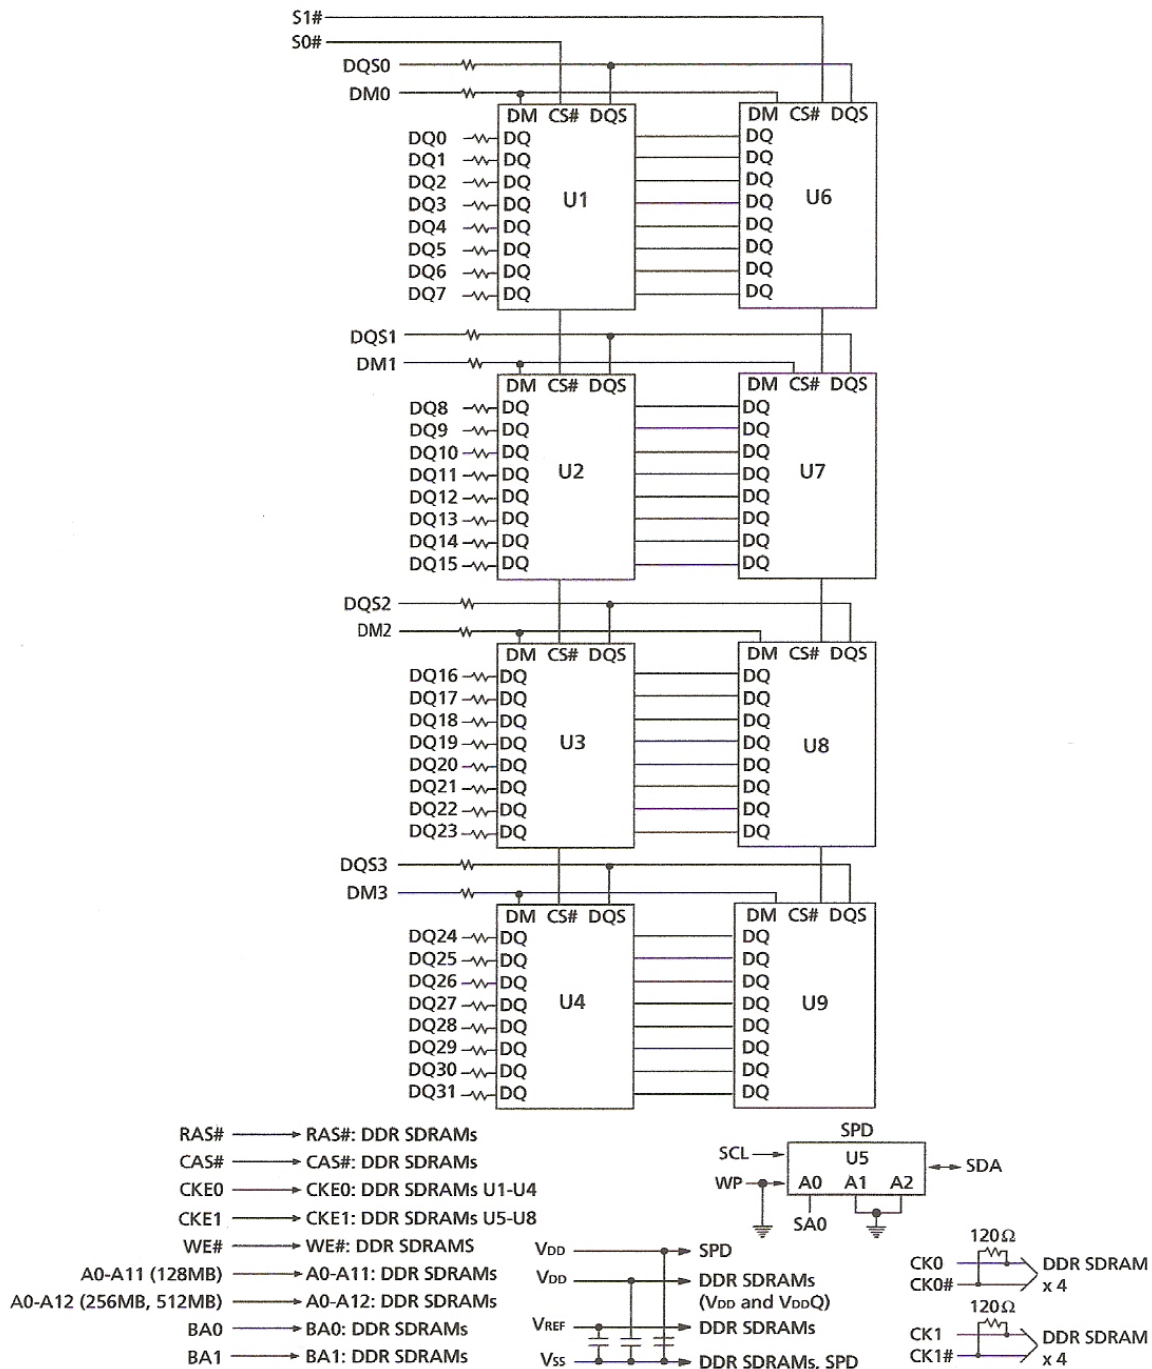 S1#
S0#
DQS0
DM0
DM CS# DQS
DM CS# DQS
DQ0 DQ DQ
DQ1 DQ DQ
DQ2 DQ DQ
DQ3 DQ U1 DQ U6
DQ4 DQ DQ
DQ5 DQ DQ
DQ6 DQ DQ
DQ7 DQ DQ
DQS1
DM1
DM CS# DQS
DM CS# DQS
DQ8 DQ DQ
DQ9 DQ DQ
DQ10 DQ DQ
DQ11 DQ U2 DQ U7
DQ12 DQ DQ
DQ13 DQ DQ
DQ14 DQ DQ
DQ15 DQ DQ
DQS2
DM2
DM CS# DQS
DM CS# DQS
DQ16 DQ DQ
DQ17 DQ DQ
DQ18 DQ DQ
DQ19 DQ U3 DQ U8
DQ20 DQ DQ
DQ21 DQ DQ
DQ22 DQ DQ
DQ23 DQ DQ
DQS3
DM3
DM CS# DQS
DM CS# DQS
DQ24 DQ DQ
DQ25 DQ DQ
DQ26 DQ DQ
DQ27 DQ U4 DQ U9
DQ28 DQ DQ
DQ29 DQ DQ
DQ30 DQ DQ
DQ31 DQ DQ
RAS# RAS#: DDR SDRAMs
CAS# CAS#: DDR SDRAMs
CKE0 CKE0: DDR SDRAMs U1-U4
CKE1 CKE1: DDR SDRAMs U5-U8
WE# WE#: DDR SDRAMS
A0-A11 (128MB) A0-A11: DDR SDRAMs
A0-A12 (256MB, 512MB) A0-A12: DDR SDRAMs
BA0 BA0: DDR SDRAMs
BA1 BA1: DDR SDRAMs
SPD
SCL U5 SDA
WP A0 A1 A2
SA0
VDD SPD
VDD DDR SDRAMs
(VDD and VDDQ)
VREF DDR SDRAMs
VSS DDR SDRAMs, SPD
120Ω
CK0 DDR SDRAM
CK0# x 4
120Ω
CK1 DDR SDRAM
CK1# x 4